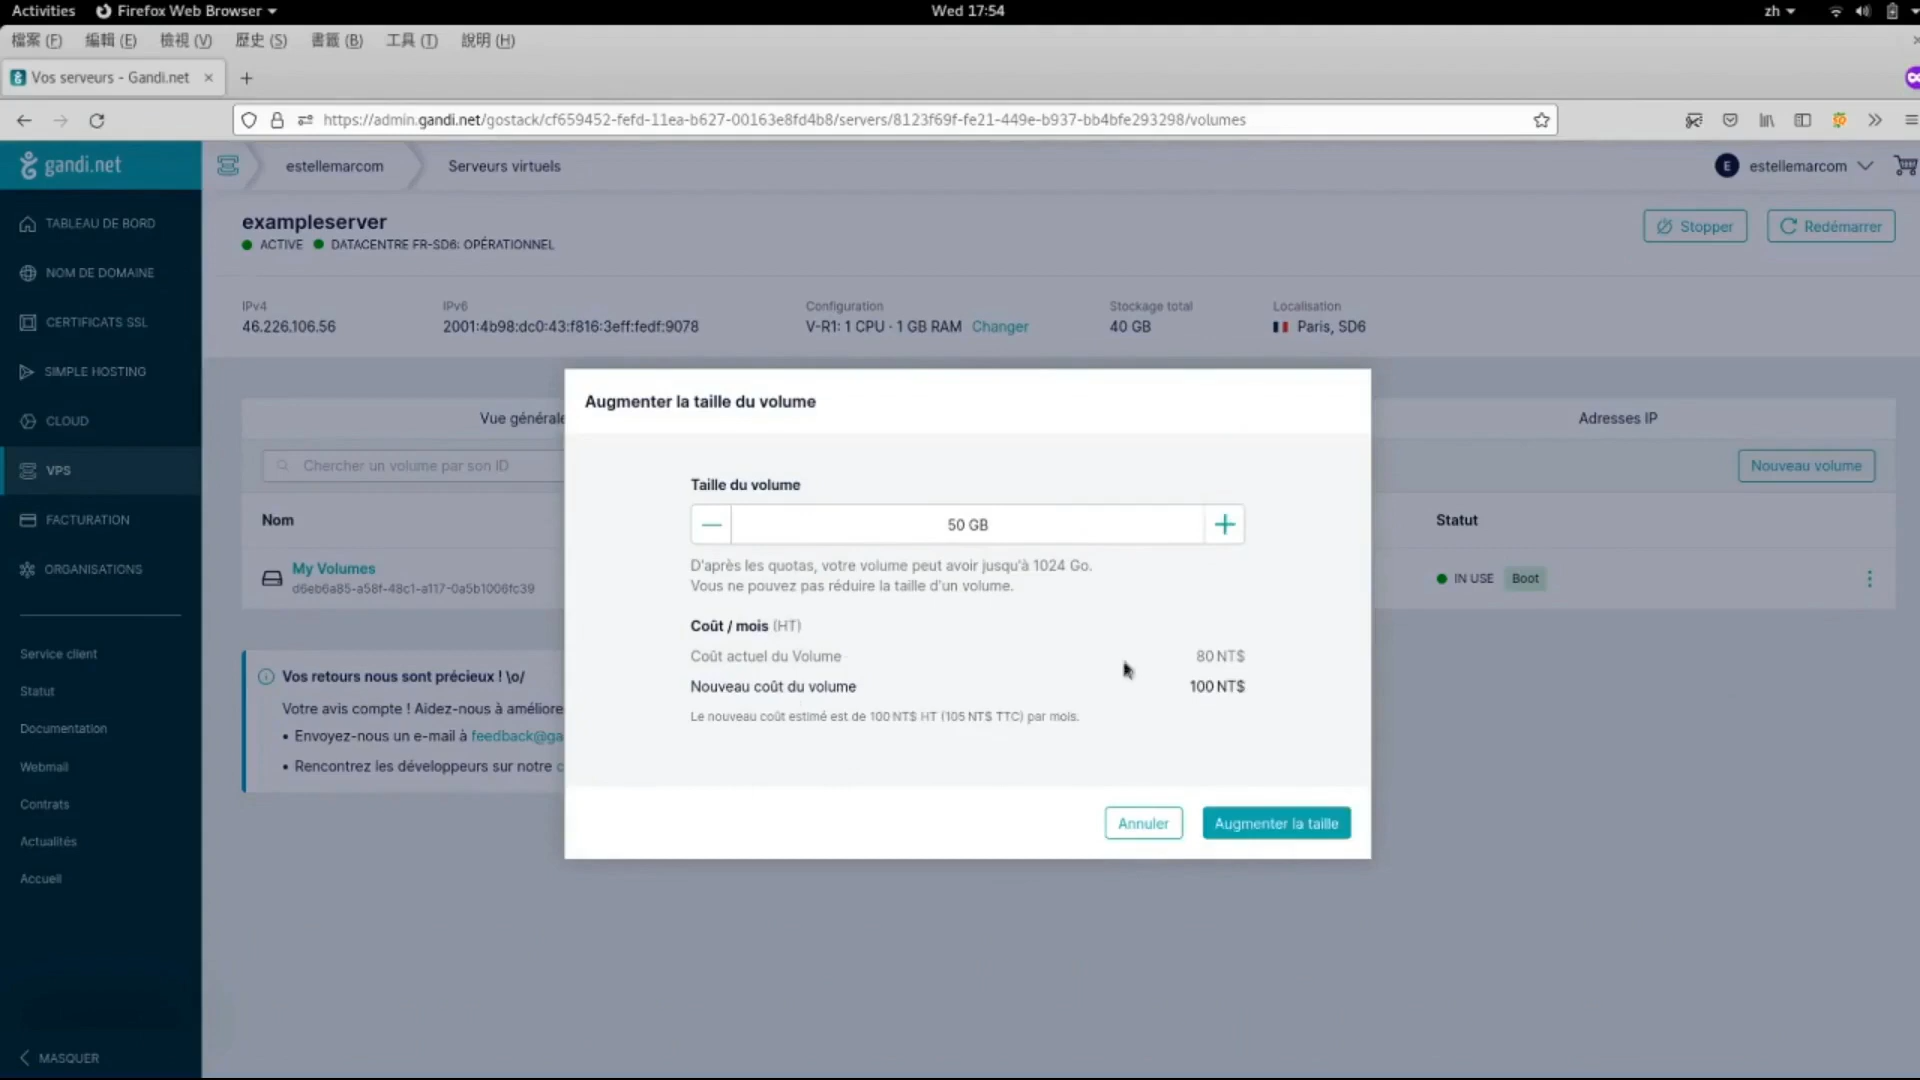 Activities
Firefox Web Browser
Wed 17:54
zh
檔案 (F) 編輯 (E) 檢視 (V) 歷史 (S) 書籤 (B) 工具 (T) 說明 (H)
Vos serveurs - Gandi.net
https://admin.gandi.net/gostack/cf659452-fefd-11ea-b627-00163e8fd4b8/servers/8123f69f-fe21-449e-b937-bb4bfe293298/volumes
gandi.net
estellemarcom
Serveurs virtuels
E estellemarcom
TABLEAU DE BORD
NOM DE DOMAINE
CERTIFICATS SSL
SIMPLE HOSTING
CLOUD
VPS
FACTURATION
ORGANISATIONS
Service client
Statut
Documentation
Webmail
Contrats
Actualités
Accueil
MASQUER
exampleserver
ACTIVE DATACENTRE FR-SD6: OPÉRATIONNEL
Stopper
Redémarrer
IPv4
46.226.106.56
IPv6
2001:4b98:dc0:43:f816:3eff:fedf:9078
Configuration
V-R1: 1 CPU · 1 GB RAM Changer
Stockage total
40 GB
Localisation
Paris, SD6
Vue générale
Adresses IP
Chercher un volume par son ID
Nouveau volume
Nom
Statut
My Volumes
d6eb6a85-a58f-48c1-a117-0a5b1006fc39
IN USE Boot
Vos retours nous sont précieux ! \o/
Votre avis compte ! Aidez-nous à améliore
• Envoyez-nous un e-mail à feedback@ga
• Rencontrez les développeurs sur notre c
Augmenter la taille du volume
Taille du volume
50 GB
D'après les quotas, votre volume peut avoir jusqu'à 1024 Go.
Vous ne pouvez pas réduire la taille d'un volume.
Coût / mois (HT)
Coût actuel du Volume 80 NT$
Nouveau coût du volume 100 NT$
Le nouveau coût estimé est de 100 NT$ HT (105 NT$ TTC) par mois.
Annuler
Augmenter la taille